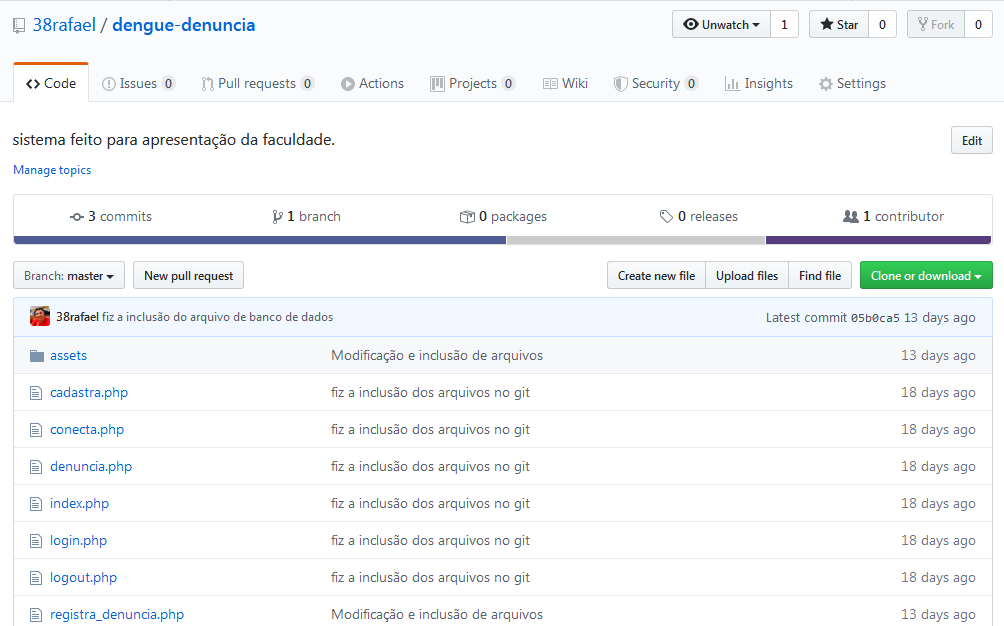 38rafael / dengue-denuncia
Unwatch 1 Star 0 Fork 0
Code Issues 0 Pull requests 0 Actions Projects 0 Wiki Security 0 Insights Settings
sistema feito para apresentação da faculdade.
Edit
Manage topics
3 commits 1 branch 0 packages 0 releases 1 contributor
Branch: master New pull request Create new file Upload files Find file Clone or download
38rafael fiz a inclusão do arquivo de banco de dados Latest commit 05b0ca5 13 days ago
assets Modificação e inclusão de arquivos 13 days ago
cadastra.php fiz a inclusão dos arquivos no git 18 days ago
conecta.php fiz a inclusão dos arquivos no git 18 days ago
denuncia.php fiz a inclusão dos arquivos no git 18 days ago
index.php fiz a inclusão dos arquivos no git 18 days ago
login.php fiz a inclusão dos arquivos no git 18 days ago
logout.php fiz a inclusão dos arquivos no git 18 days ago
registra_denuncia.php Modificação e inclusão de arquivos 13 days ago